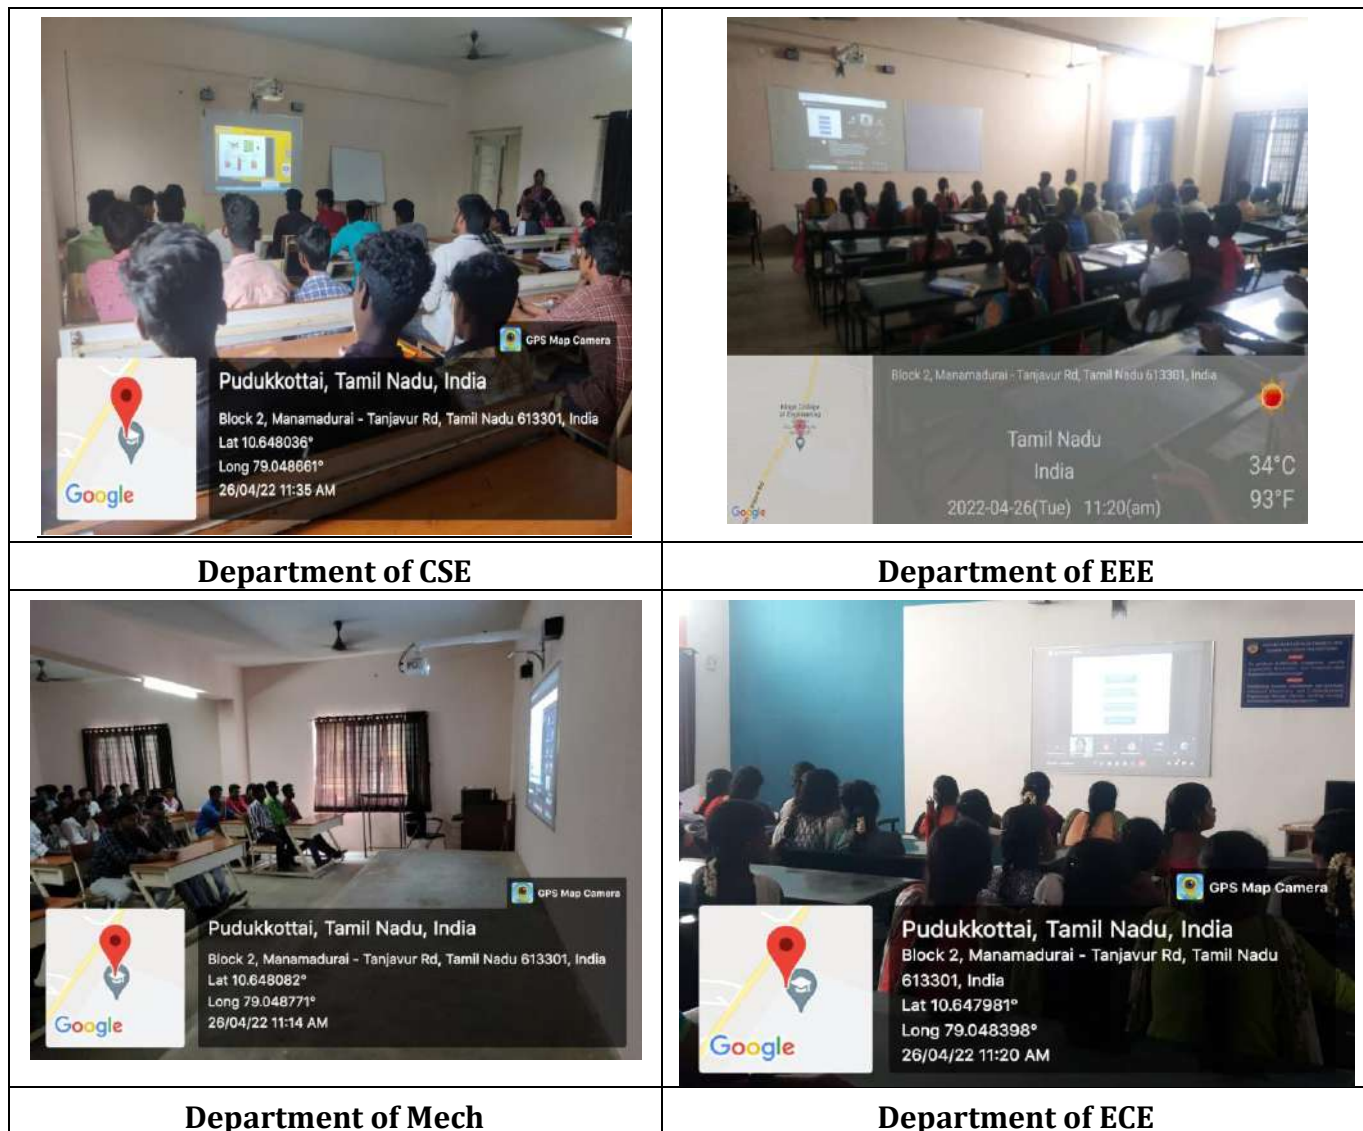 GPS Map Camera
Pudukkottai, Tamil Nadu, India
Block 2, Manamadurai - Tanjavur Rd, Tamil Nadu 613301, India
Lat 10.648036°
Long 79.048661°
26/04/22 11:35 AM
Google
Block 2, Manamadurai - Tanjavur Rd, Tamil Nadu 613301, India
Kings College
of Engineering
Tamil Nadu
India
2022-04-26(Tue) 11:20(am)
34°C
93°F
Google
Department of CSE
Department of EEE
GPS Map Camera
Pudukkottai, Tamil Nadu, India
Block 2, Manamadurai - Tanjavur Rd, Tamil Nadu 613301, India
Lat 10.648082°
Long 79.048771°
26/04/22 11:14 AM
Google
GPS Map Camera
Pudukkottai, Tamil Nadu, India
Block 2, Manamadurai - Tanjavur Rd, Tamil Nadu
613301, India
Lat 10.647981°
Long 79.048398°
26/04/22 11:20 AM
Google
Department of Mech
Department of ECE